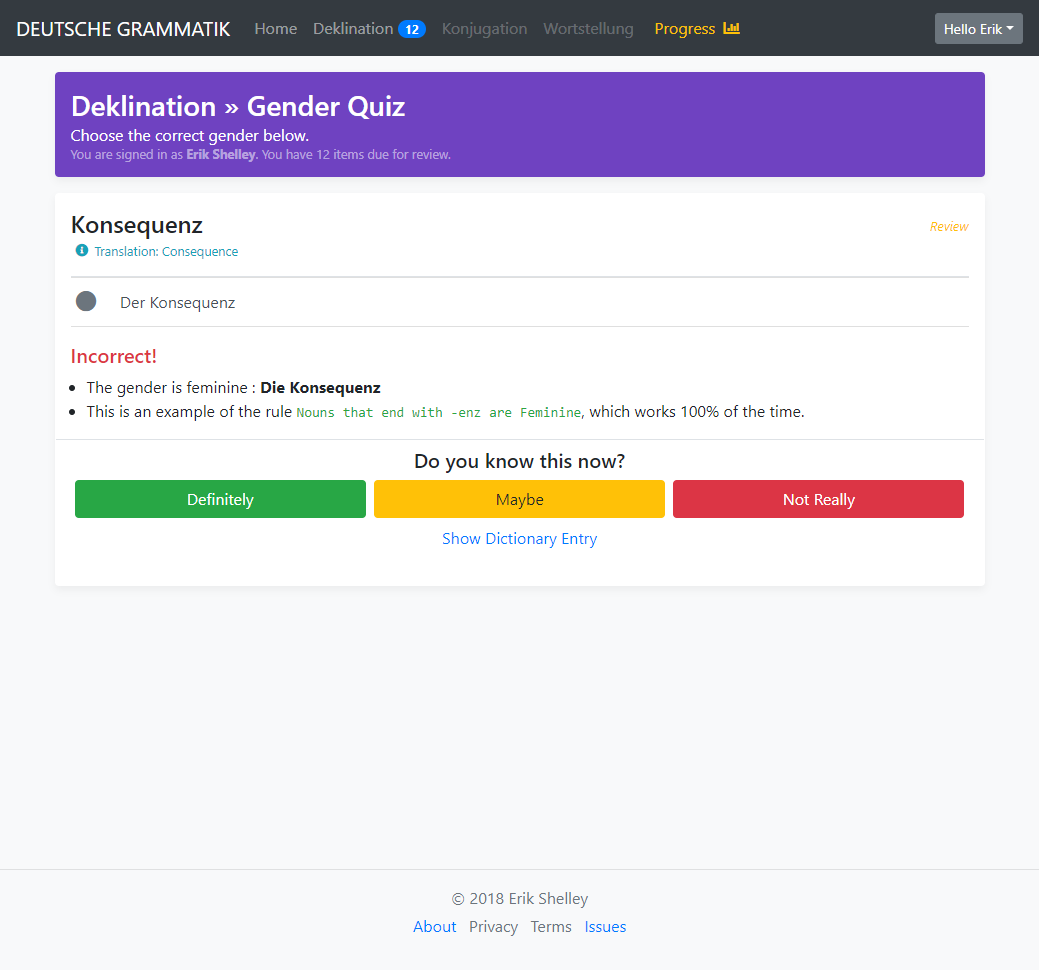 DEUTSCHE GRAMMATIK Home Deklination 12 Konjugation Wortstellung Progress Hello Erik
Deklination » Gender Quiz
Choose the correct gender below.
You are signed in as Erik Shelley. You have 12 items due for review.
Konsequenz Review
Translation: Consequence
Der Konsequenz
Incorrect!
The gender is feminine : Die Konsequenz
This is an example of the rule Nouns that end with -enz are Feminine, which works 100% of the time.
Do you know this now?
Definitely Maybe Not Really
Show Dictionary Entry
© 2018 Erik Shelley
About Privacy Terms Issues